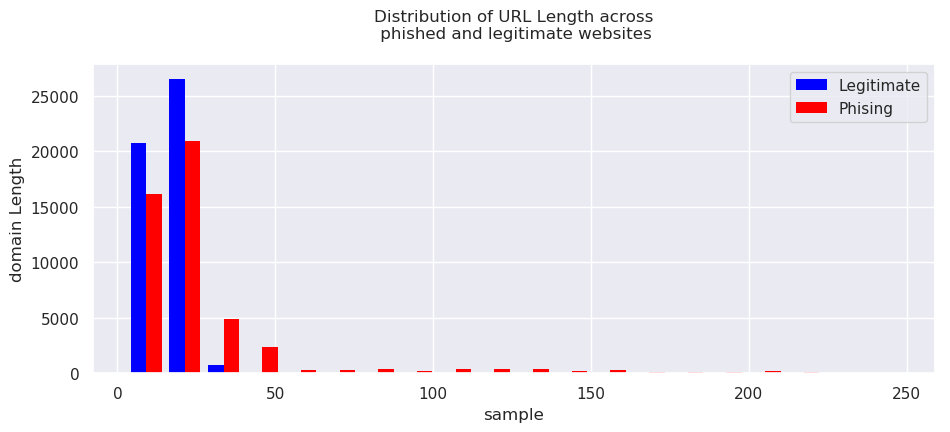 Distribution of URL Length across
phished and legitimate websites
Legitimate
Phising
domain Length
25000
20000
15000
10000
5000
0
0 50 100 150 200 250
sample